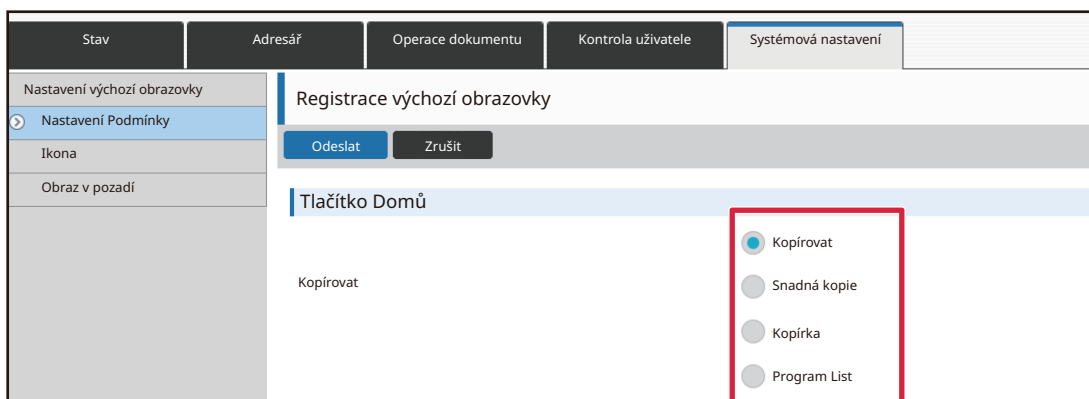 Stav
Adresář
Operace dokumentu
Kontrola uživatele
Systémová nastavení
Nastavení výchozí obrazovky
Nastavení Podmínky
Ikona
Obraz v pozadí
Registrace výchozí obrazovky
Odeslat
Zrušit
Tlačítko Domů
Kopírovat
Kopírovat
Snadná kopie
Kopírka
Program List